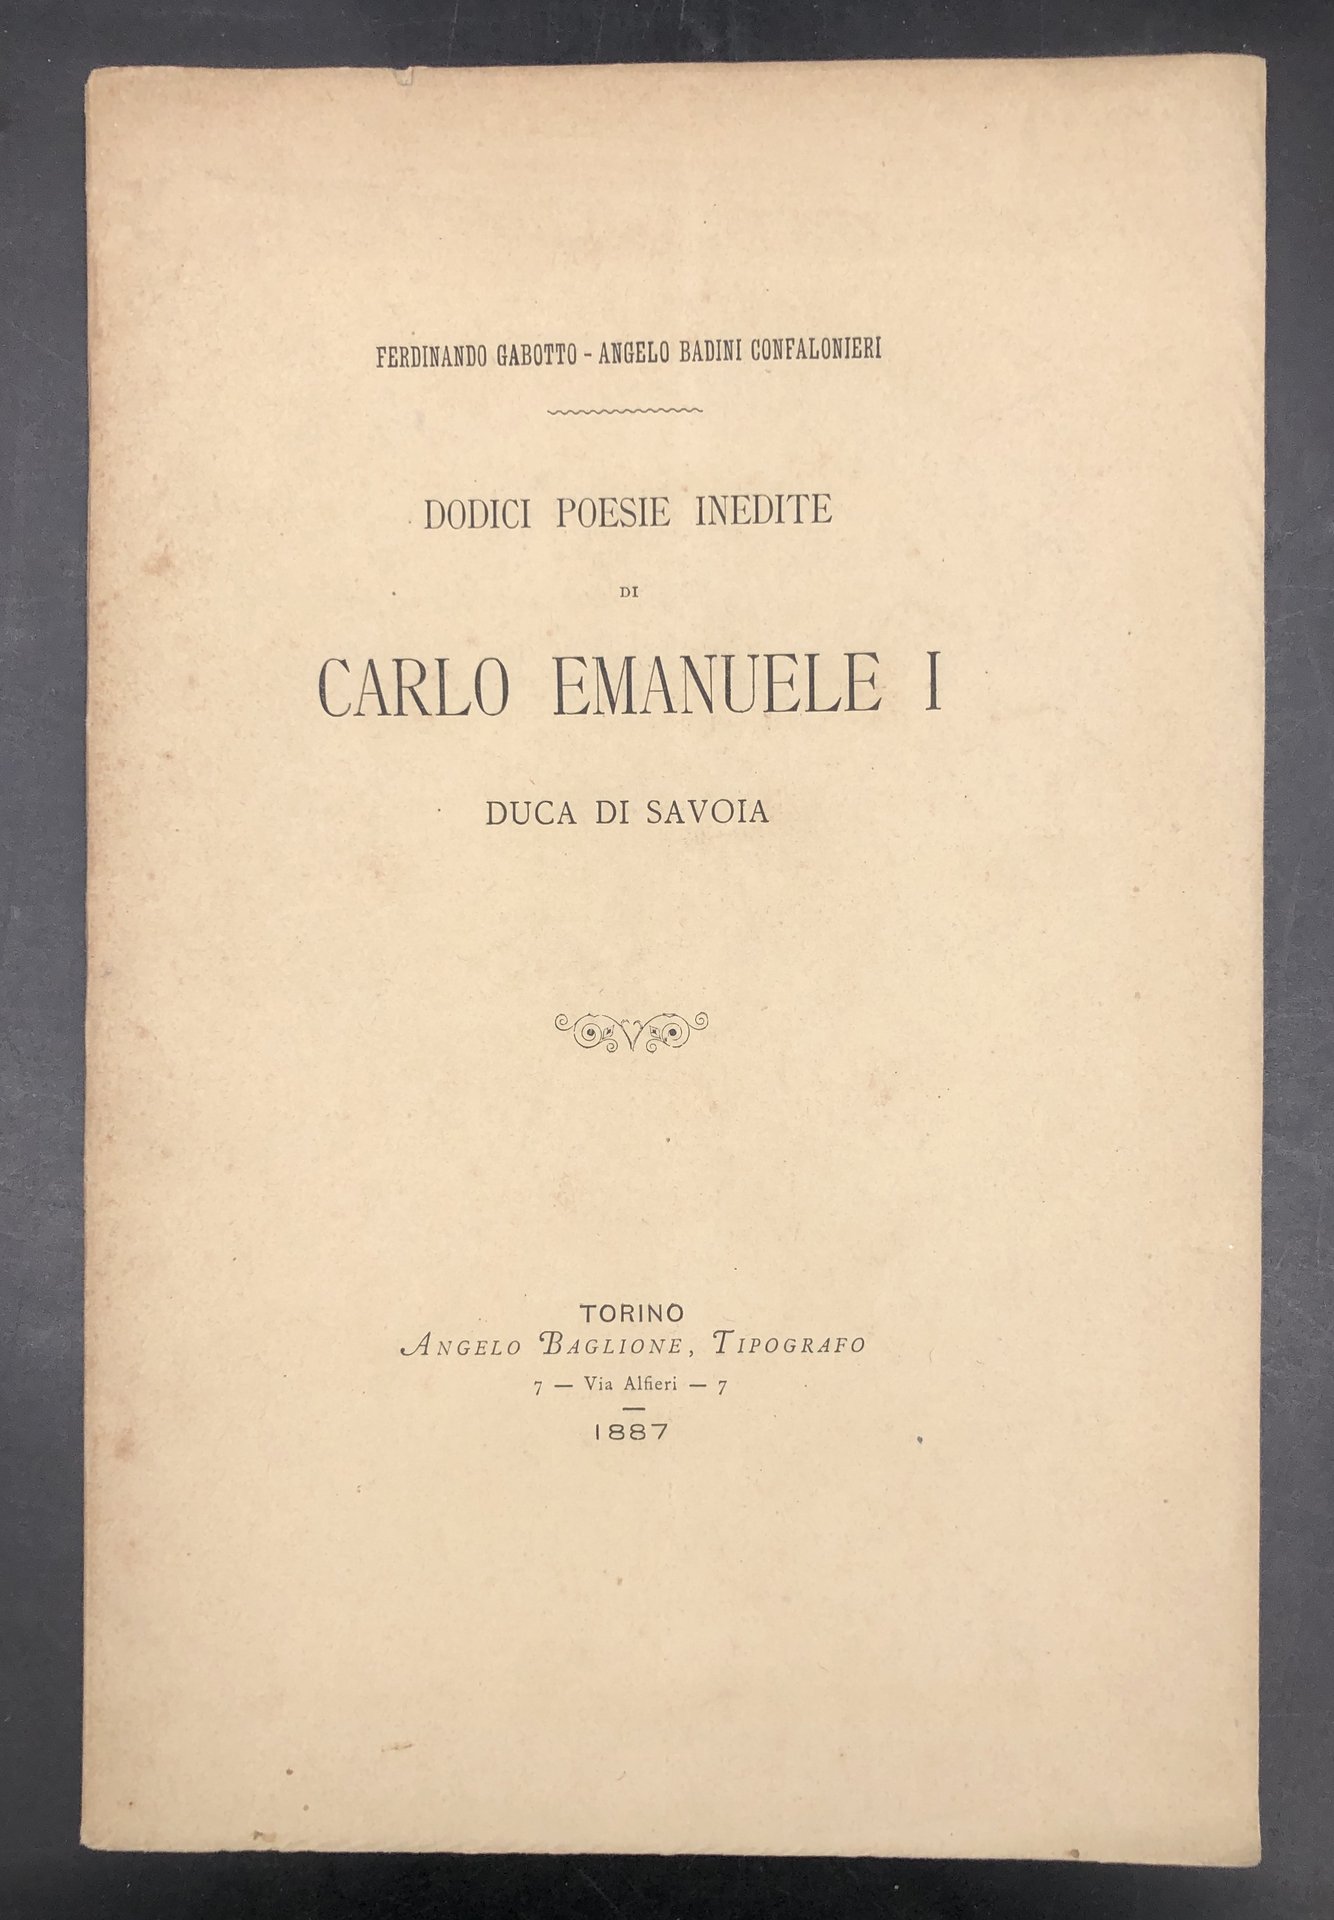 FERDINANDO GABOTTO - ANGELO BADINI CONFALONIERI
DODICI POESIE INEDITE
DI
CARLO EMANUELE I
DUCA DI SAVOIA
TORINO
ANGELO BAGLIONE, TIPOGRAFO
7 — Via Alfieri — 7
1887